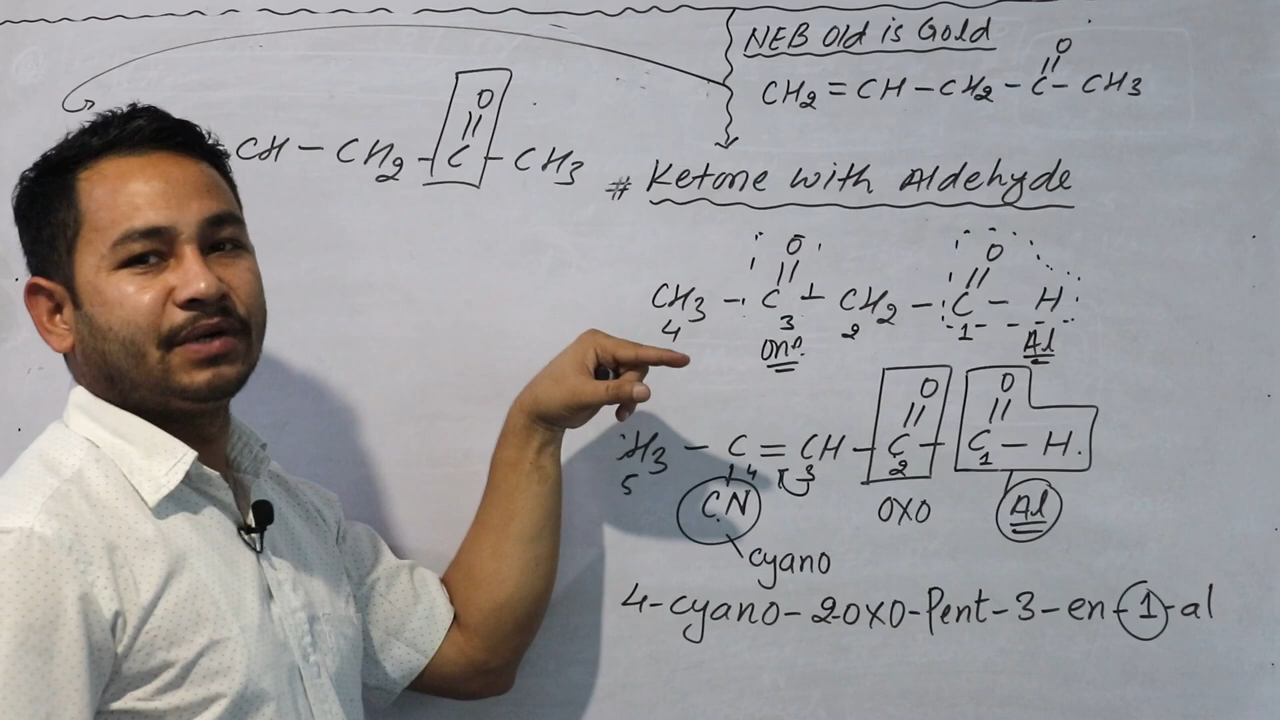 NEB Old is Gold
O
CH2 = CH - CH2 - C - CH3
O
CH - CH2 - C - CH3
# Ketone with Aldehyde
O O
CH3 - C - CH2 - C - H
4 3 2 1
one Al
O O
H3 - C = CH - C - C - H.
5 4 3 2 1
CN OXO Al
cyano
4-cyano-2oxo-Pent-3-en-1-al